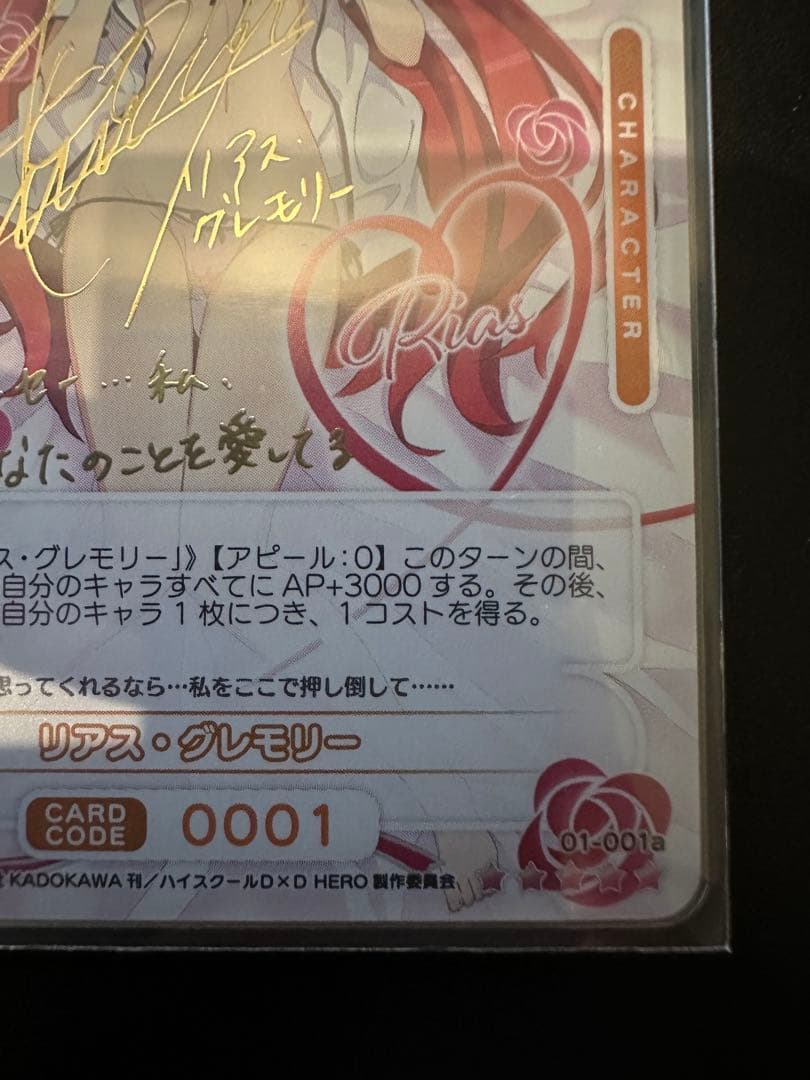 CHARACTER
リアス・
グレモリー
Rias
セー…私、
なたのことを愛してる
ス・グレモリー」》【アピール:0】このターンの間、
自分のキャラすべてにAP+3000する。その後、
自分のキャラ1枚につき、1コストを得る。
思ってくれるなら…私をここで押し倒して……
リアス・グレモリー
CARD CODE 0001
01-001a
KADOKAWA 刊/ハイスクールD×D HERO 製作委員会